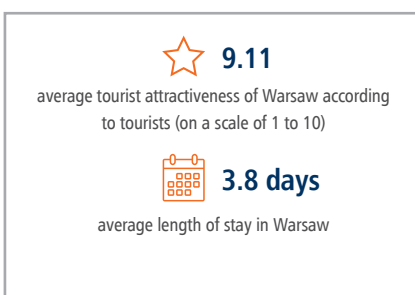 9.11
average tourist attractiveness of Warsaw according
to tourists (on a scale of 1 to 10)
3.8 days
average length of stay in Warsaw